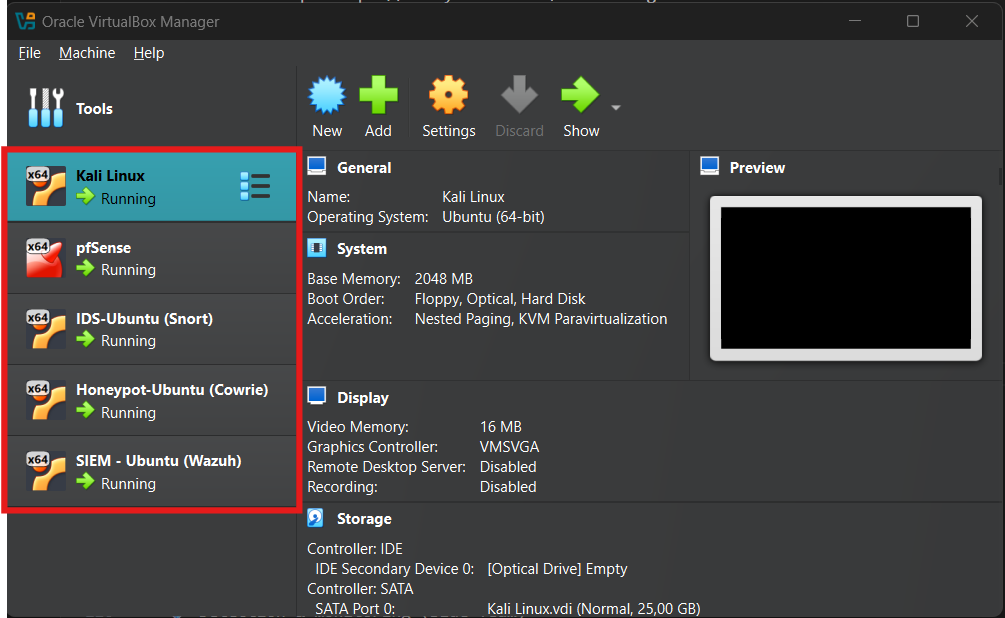 Oracle VirtualBox Manager
File Machine Help
Tools
New Add Settings Discard Show
x64 Kali Linux
Running
x64 pfSense
Running
x64 IDS-Ubuntu (Snort)
Running
x64 Honeypot-Ubuntu (Cowrie)
Running
x64 SIEM - Ubuntu (Wazuh)
Running
General
Name: Kali Linux
Operating System: Ubuntu (64-bit)
System
Base Memory: 2048 MB
Boot Order: Floppy, Optical, Hard Disk
Acceleration: Nested Paging, KVM Paravirtualization
Preview
Display
Video Memory: 16 MB
Graphics Controller: VMSVGA
Remote Desktop Server: Disabled
Recording: Disabled
Storage
Controller: IDE
IDE Secondary Device 0: [Optical Drive] Empty
Controller: SATA
SATA Port 0: Kali Linux.vdi (Normal, 25,00 GB)